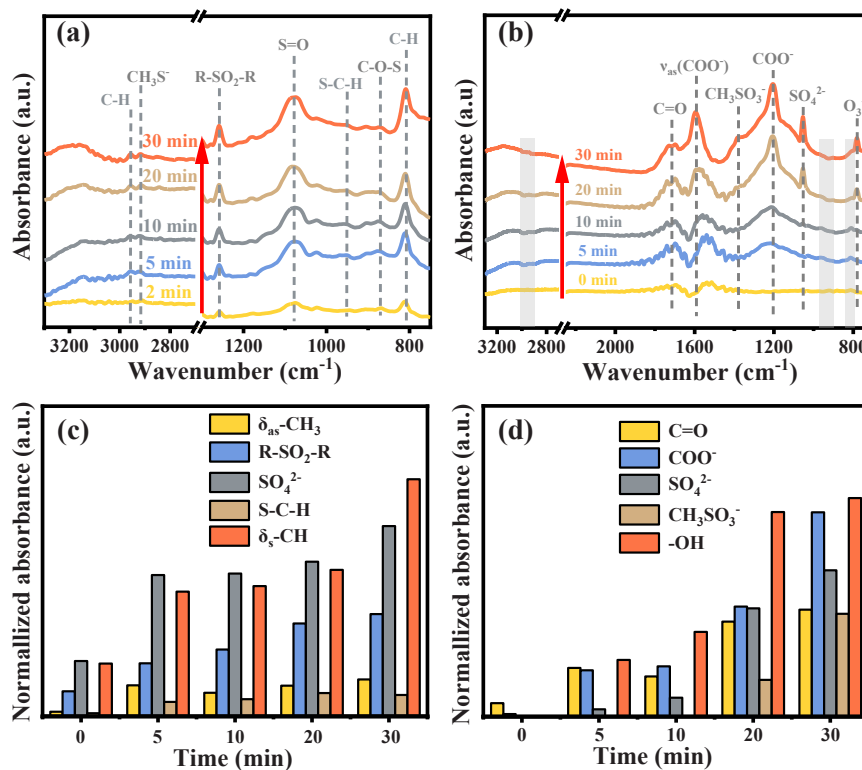 (a)
C-H
CH₃S⁻
R-SO₂-R
S=O
S-C-H
C-O-S
C-H
30 min
20 min
10 min
5 min
2 min
Absorbance (a.u.)
3200 3000 2800 1200 1000 800
Wavenumber (cm⁻¹)
(b)
C=O
νas(COO⁻)
CH₃SO₃⁻
COO⁻
SO₄²⁻
O₃
30 min
20 min
10 min
5 min
0 min
Absorbance (a.u.)
3200 2800 2000 1600 1200 800
Wavenumber (cm⁻¹)
(c)
δas-CH₃
R-SO₂-R
SO₄²⁻
S-C-H
δs-CH
Normallized absorbance (a.u.)
0 5 10 20 30
Time (min)
(d)
C=O
COO⁻
SO₄²⁻
CH₃SO₃⁻
-OH
Normallized absorbance (a.u.)
0 5 10 20 30
Time (min)